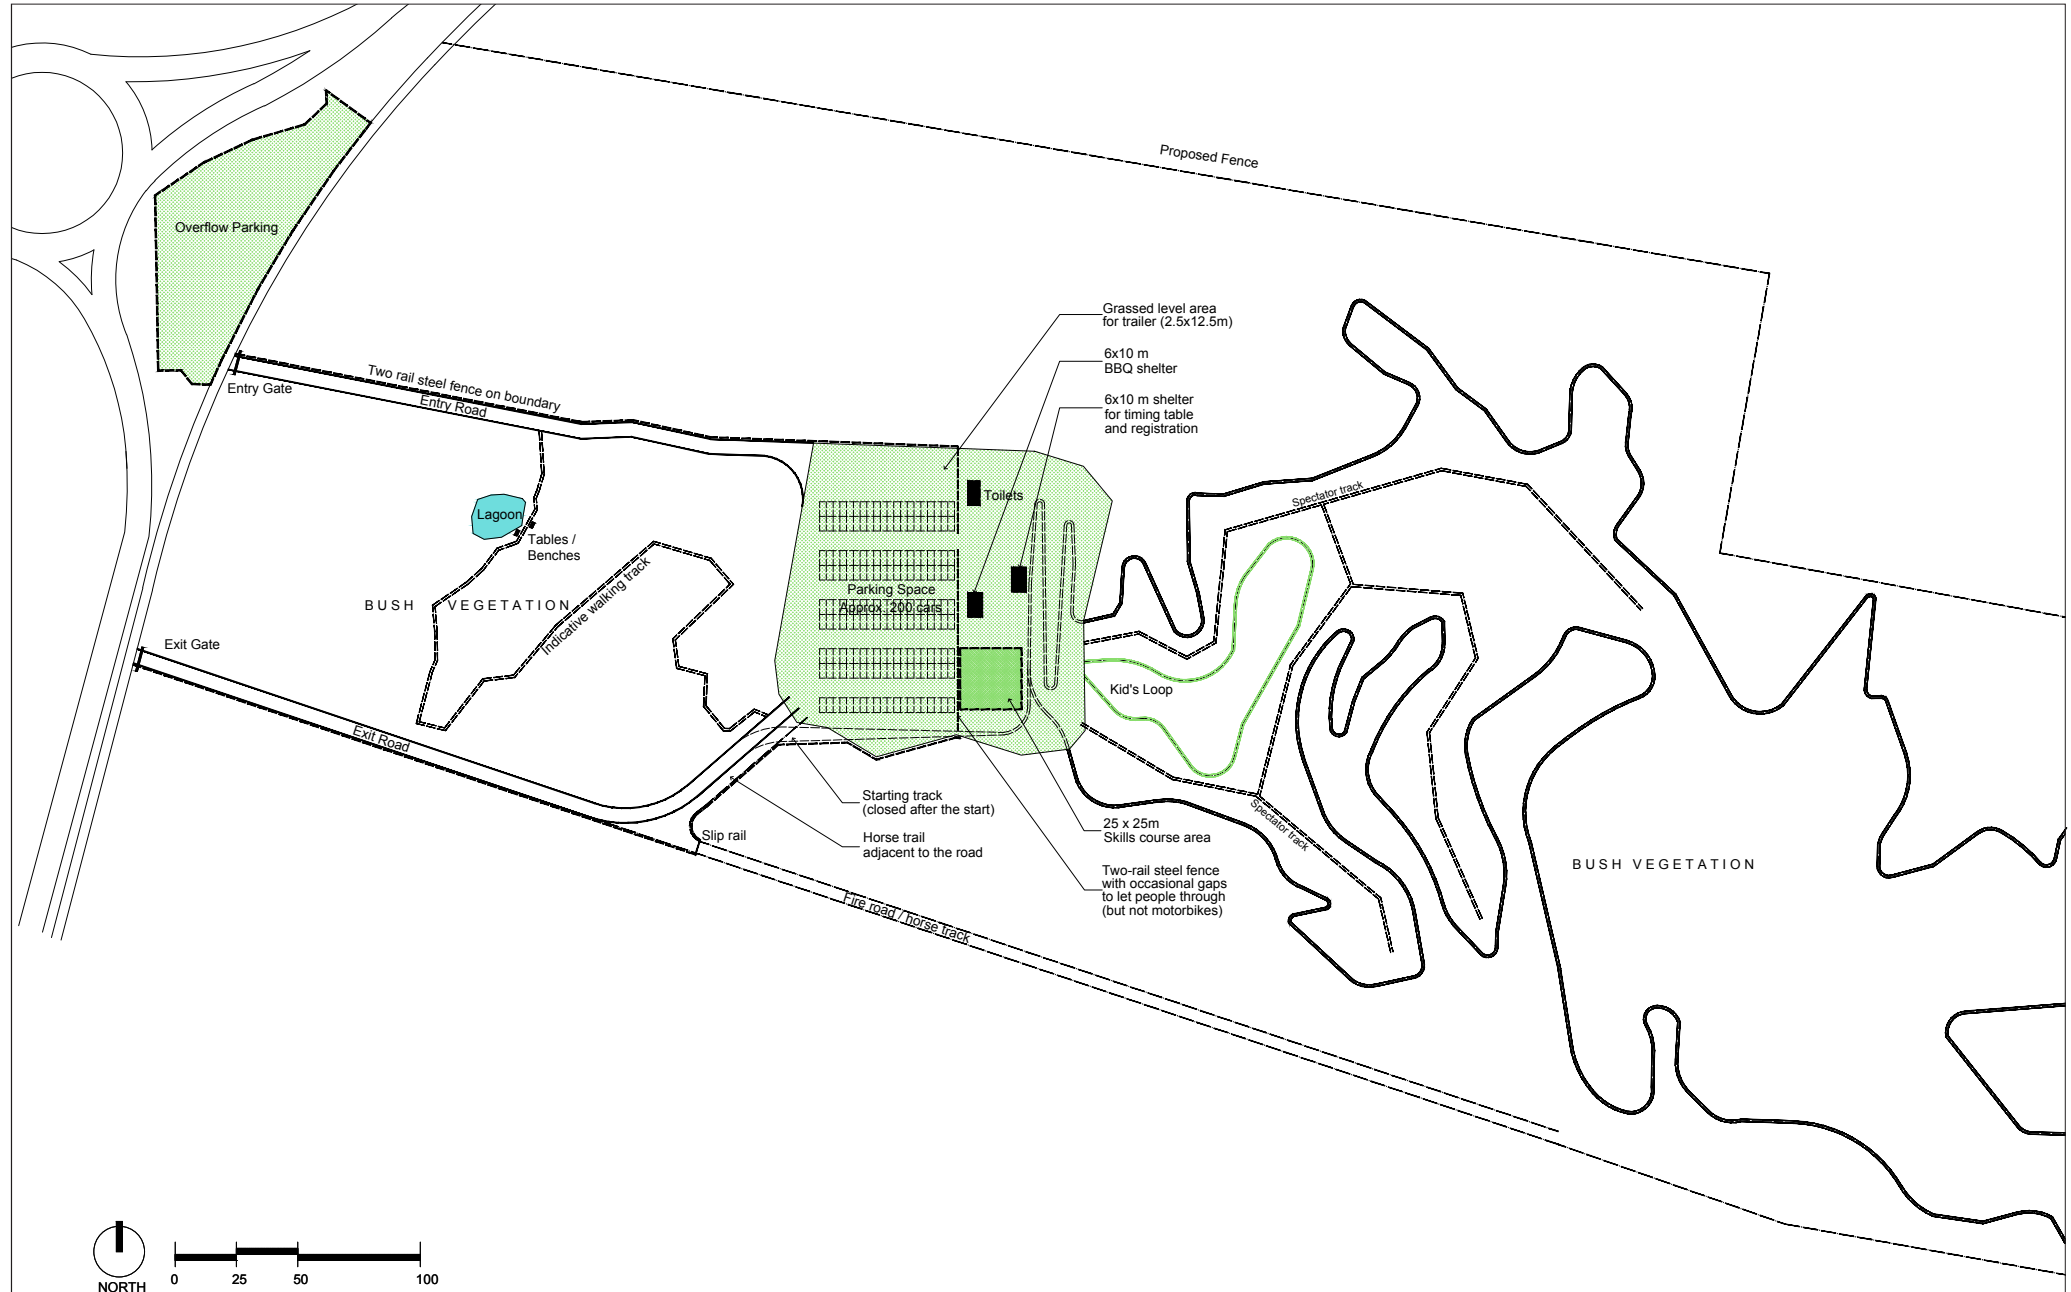 Proposed Fence
Overflow Parking
Grassed level area
for trailer (2.5x12.5m)
6x10 m
BBQ shelter
Two rail steel fence on boundary
Entry Gate
Entry Road
6x10 m shelter
for timing table
and registration
Toilets
Spectator track
Lagoon
Tables /
Benches
Parking Space
Approx. 200 cars
BUSH VEGETATION
Indicative walking track
Exit Gate
Kid's Loop
Exit Road
Starting track
(closed after the start)
Spectator track
25 x 25m
Skills course area
Slip rail
Horse trail
adjacent to the road
BUSH VEGETATION
Two-rail steel fence
with occasional gaps
to let people through
(but not motorbikes)
Fire road / horse track
NORTH
0 25 50 100